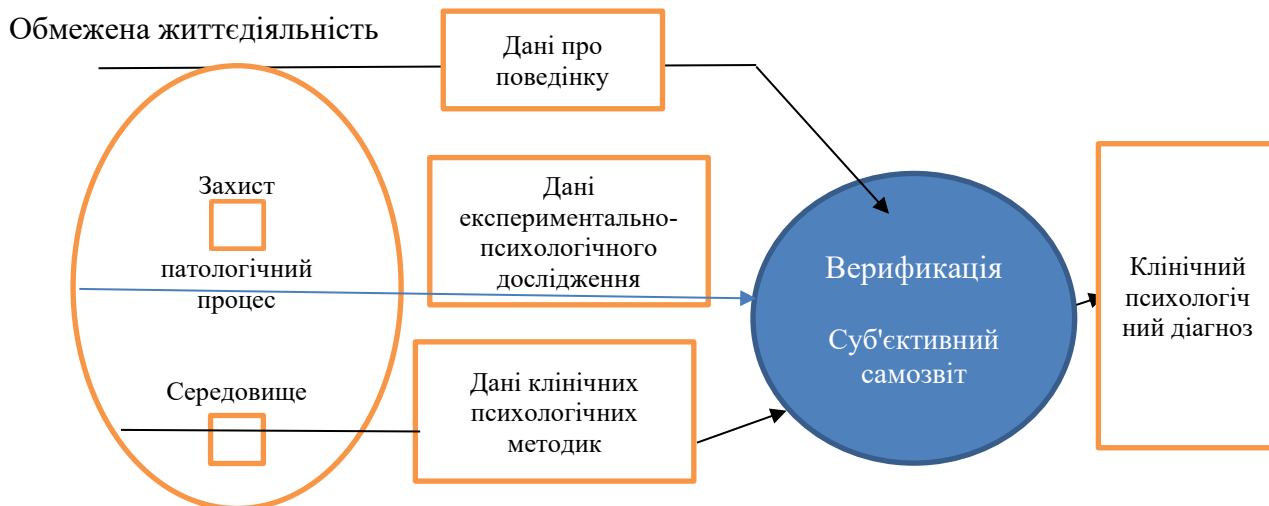 Обмежена життєдіяльність
Дані про
поведінку
Захист
патологічний
процес
Середовище
Дані
експериментально-
психологічного
дослідження
Дані клінічних
психологічних
методик
Верификація
Суб'єктивний
самозвіт
Клінічний
психологіч
ний діагноз